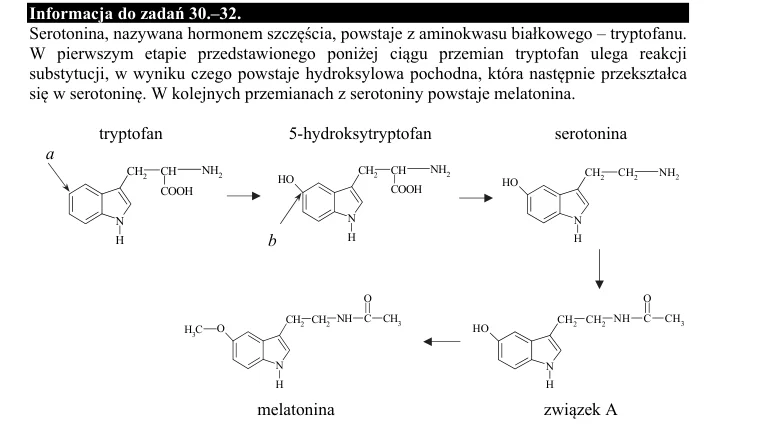 Informacja do zadań 30.–32.
Serotonina, nazywana hormonem szczęścia, powstaje z aminokwasu białkowego – tryptofanu.
W pierwszym etapie przedstawionego poniżej ciągu przemian tryptofan ulega reakcji
substytucji, w wyniku czego powstaje hydroksylowa pochodna, która następnie przekształca
się w serotoninę. W kolejnych przemianach z serotoniny powstaje melatonina.
tryptofan 5-hydroksytryptofan serotonina
a
CH2 CH NH2
COOH
N
H
HO
CH2 CH NH2
COOH
N
H
b
HO
CH2 CH2 NH2
N
H
H3C O
CH2 CH2 NH C CH3
O
N
H
HO
CH2 CH2 NH C CH3
O
N
H
melatonina związek A